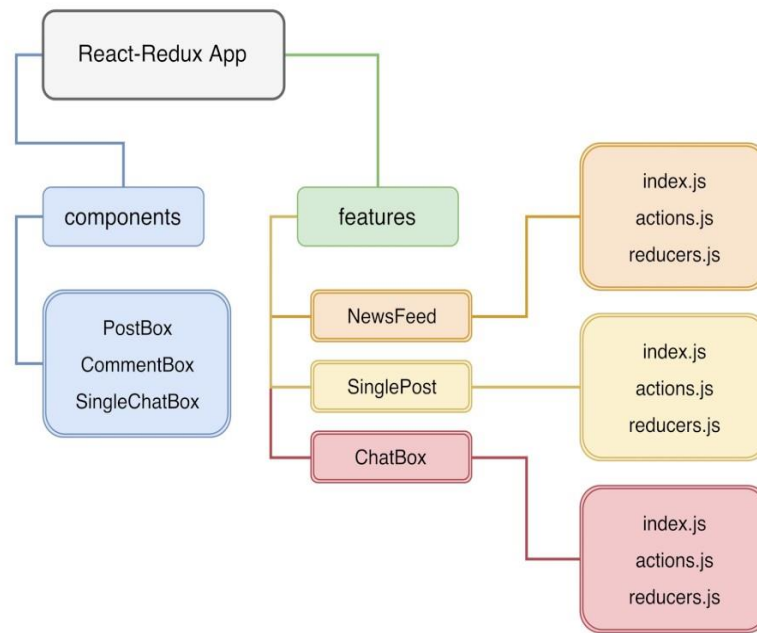 React-Redux App
components
features
PostBox
CommentBox
SingleChatBox
NewsFeed
SinglePost
ChatBox
index.js
actions.js
reducers.js
index.js
actions.js
reducers.js
index.js
actions.js
reducers.js